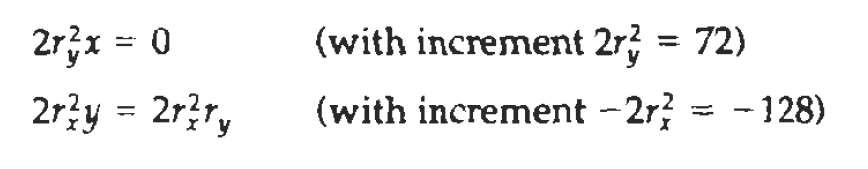 2r_y^2x = 0 (with increment 2r_y^2 = 72)
2r_x^2y = 2r_x^2r_y (with increment −2r_x^2 = −128)